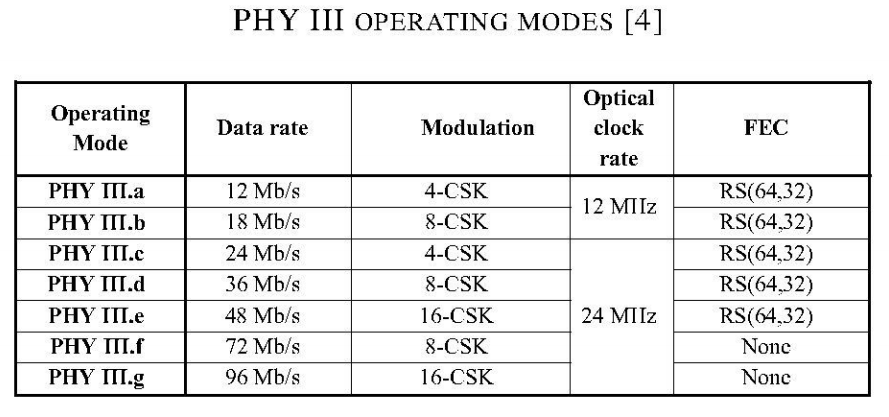 PHY III OPERATING MODES [4]
Operating Mode Data rate Modulation Optical clock rate FEC
PHY III.a 12 Mb/s 4-CSK 12 MHz RS(64,32)
PHY III.b 18 Mb/s 8-CSK RS(64,32)
PHY III.c 24 Mb/s 4-CSK 24 MHz RS(64,32)
PHY III.d 36 Mb/s 8-CSK RS(64,32)
PHY III.e 48 Mb/s 16-CSK RS(64,32)
PHY III.f 72 Mb/s 8-CSK None
PHY III.g 96 Mb/s 16-CSK None